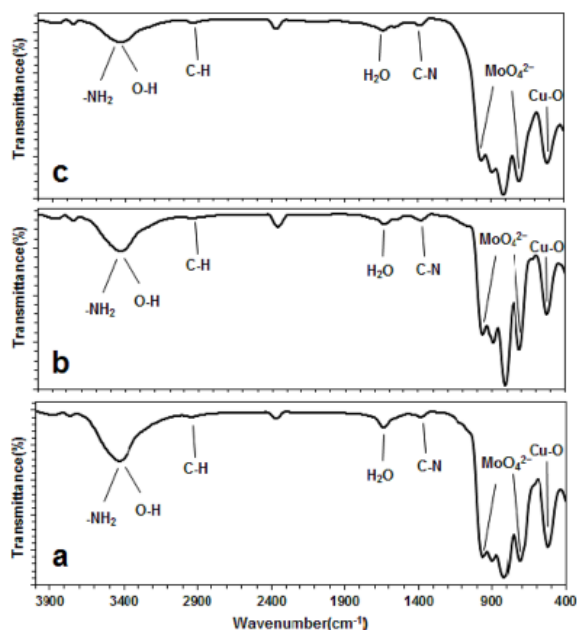 Transmittance(%)
-NH₂
O-H
C-H
H₂O
C-N
MoO₄²⁻
Cu-O
c
Transmittance(%)
-NH₂
O-H
C-H
H₂O
C-N
MoO₄²⁻
Cu-O
b
Transmittance(%)
-NH₂
O-H
C-H
H₂O
C-N
MoO₄²⁻
Cu-O
a
3900 3400 2900 2400 1900 1400 900 400
Wavenumber(cm⁻¹)